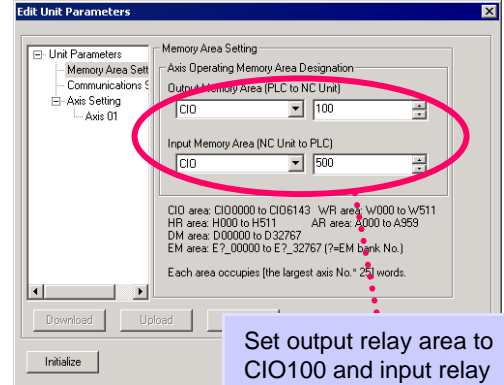 Edit Unit Parameters
Unit Parameters
Memory Area Sett
Communications S
Axis Setting
Axis 01
Memory Area Setting
Axis Operating Memory Area Designation
Output Memory Area (PLC to NC Unit)
CIO 100
Input Memory Area (NC Unit to PLC)
CIO 500
CIO area: CIO0000 to CIO6143 WR area: W000 to W511
HR area: H000 to H511 AR area: A000 to A959
DM area: D00000 to D32767
EM area: E?_00000 to E?_32767 (?=EM bank No.)
Each area occupies [the largest axis No.* 25] words.
Download Upload
Initialize
Set output relay area to
CIO100 and input relay